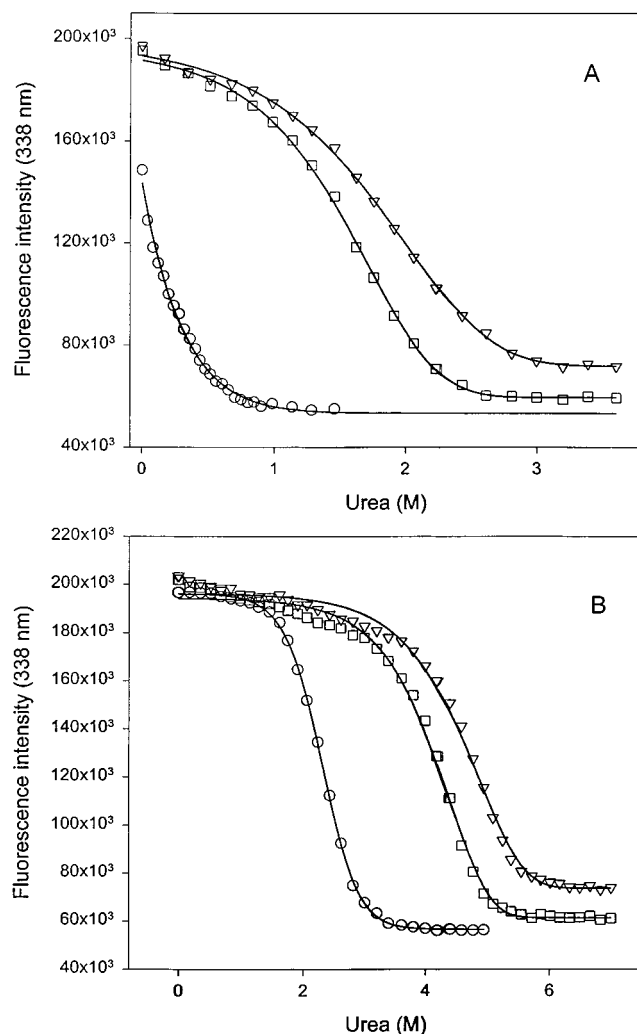 200x10³
A
160x10³
120x10³
80x10³
40x10³
Fluorescence intensity (338 nm)
0
1
2
3
Urea (M)
220x10³
B
200x10³
180x10³
160x10³
140x10³
120x10³
100x10³
80x10³
60x10³
40x10³
Fluorescence intensity (338 nm)
0
2
4
6
Urea (M)